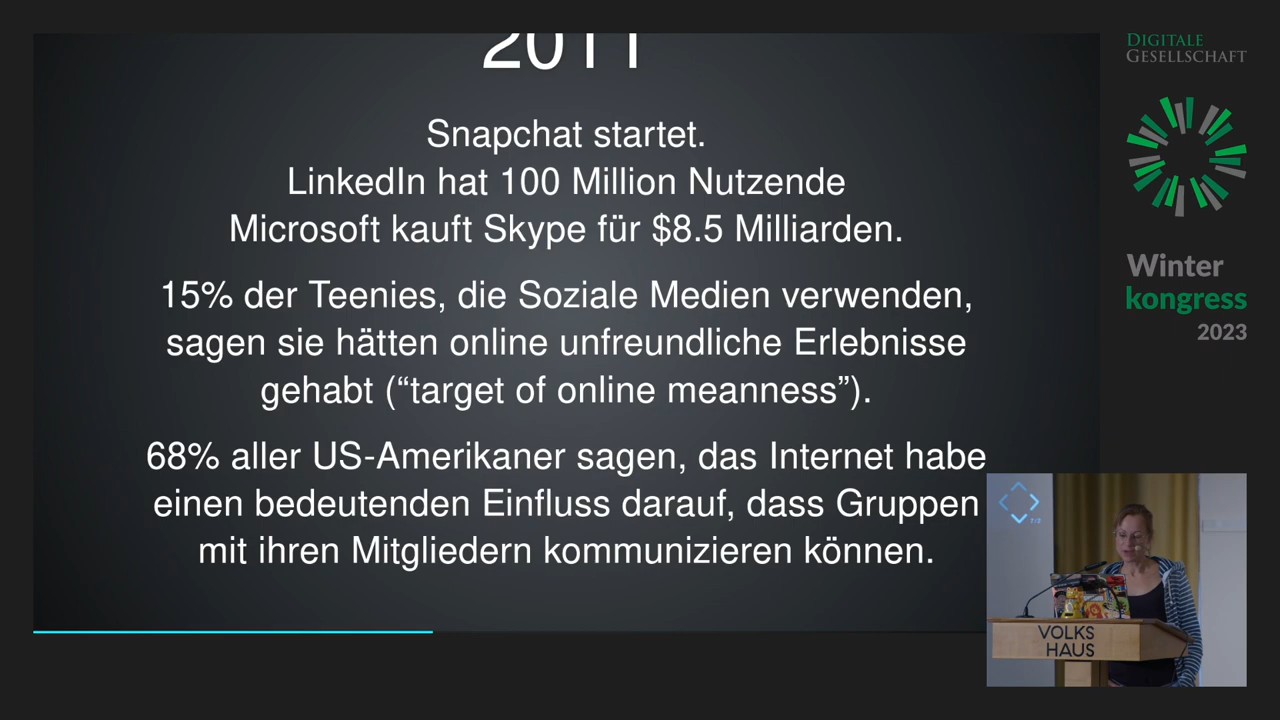 2011
Snapchat startet.
LinkedIn hat 100 Million Nutzende
Microsoft kauft Skype für $8.5 Milliarden.
15% der Teenies, die Soziale Medien verwenden,
sagen sie hätten online unfreundliche Erlebnisse
gehabt (“target of online meanness”).
68% aller US-Amerikaner sagen, das Internet habe
einen bedeutenden Einfluss darauf, dass Gruppen
mit ihren Mitgliedern kommunizieren können.
DIGITALE
GESELLSCHAFT
Winter
kongress
2023
VOLKS
HAUS